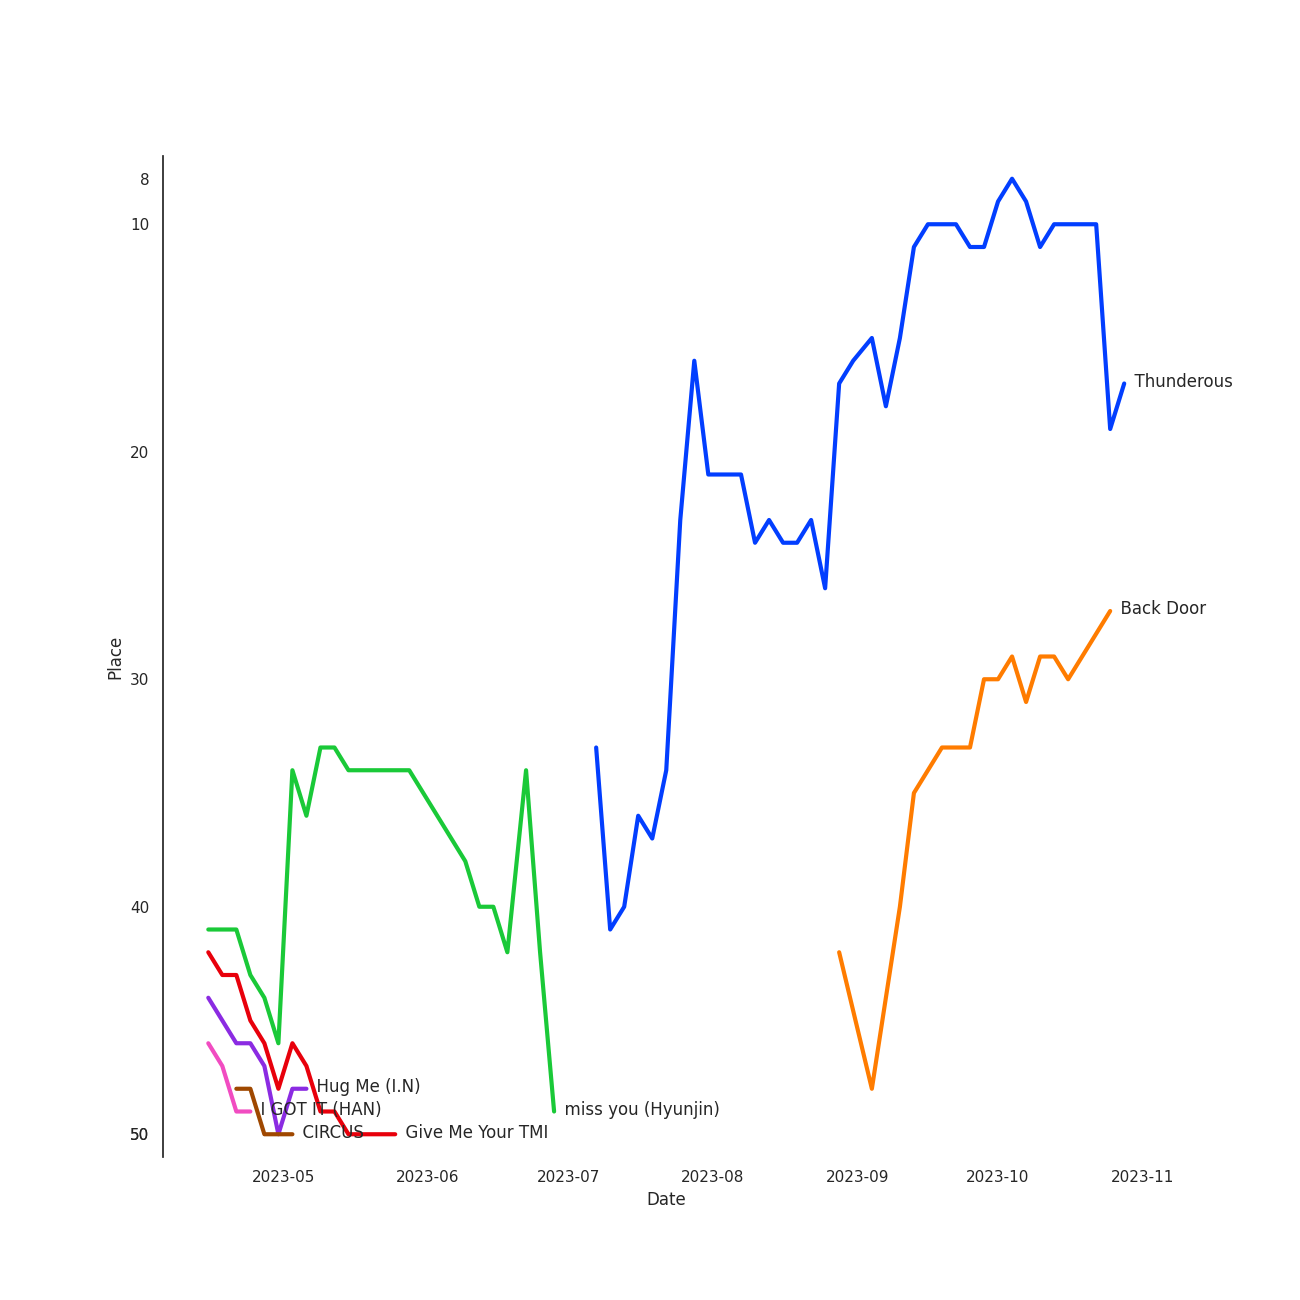 8
10
20
30
40
50
Place
Thunderous
Back Door
Hug Me (I.N)
I GOT IT (HAN)
miss you (Hyunjin)
CIRCUS
Give Me Your TMI
2023-05
2023-06
2023-07
2023-08
2023-09
2023-10
2023-11
Date